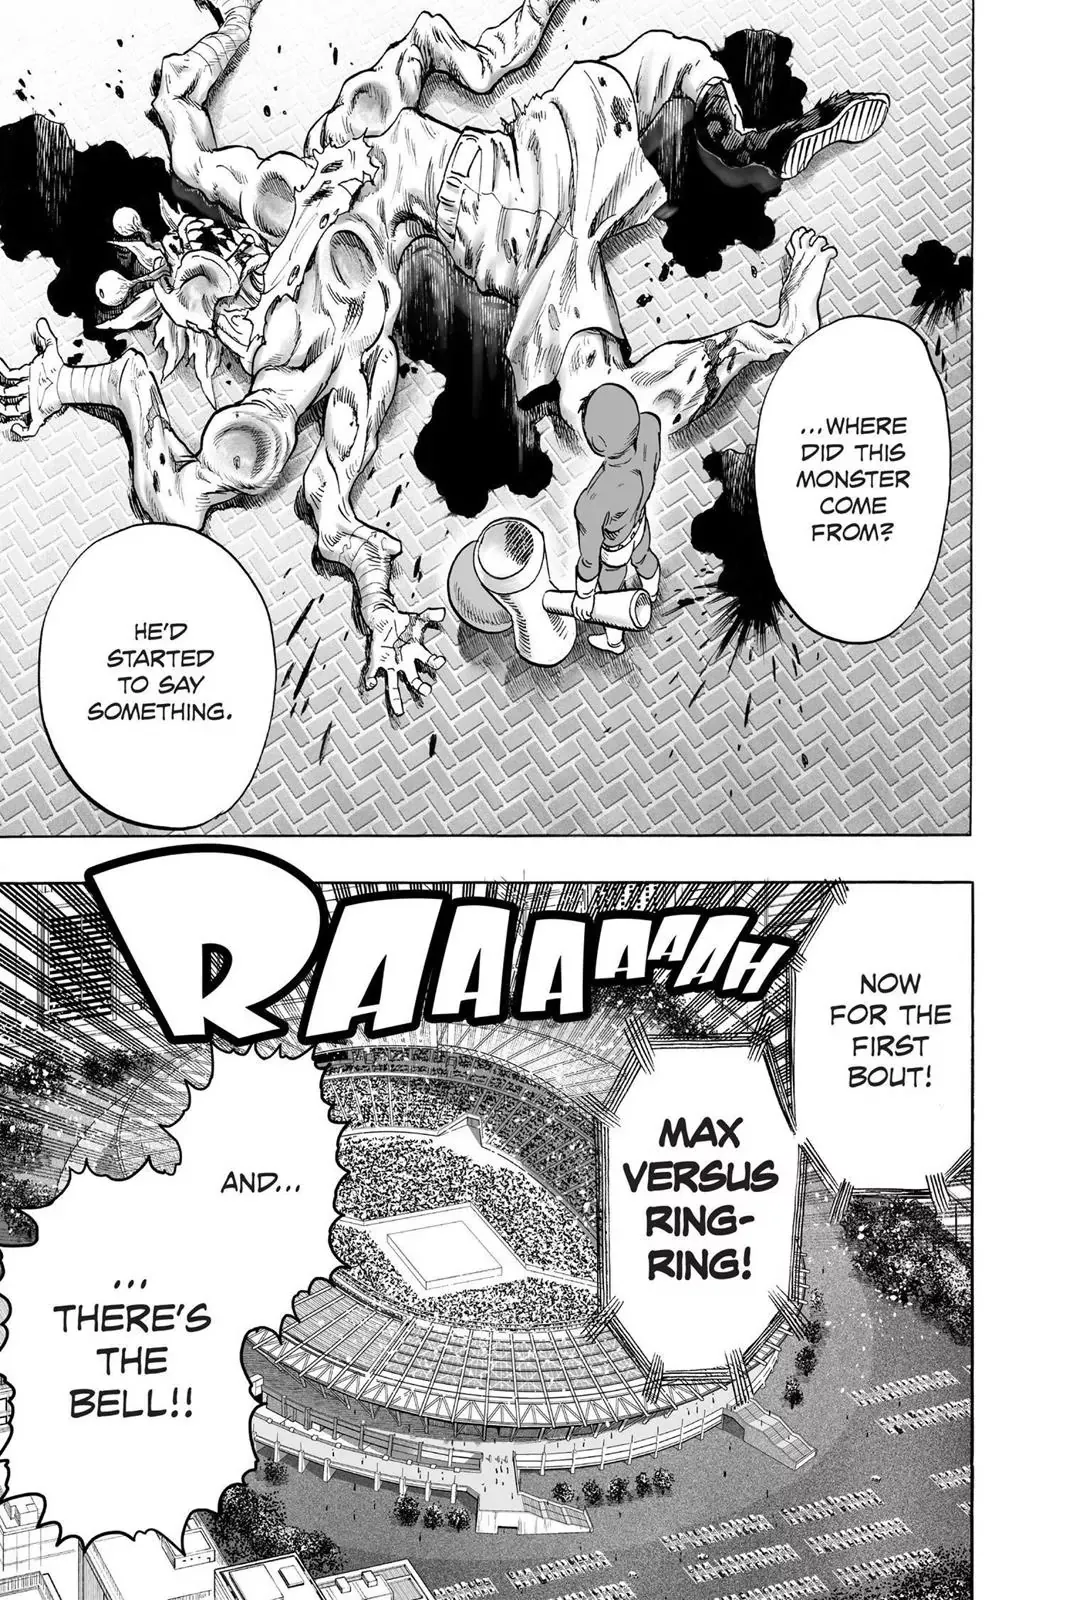 ...WHERE
DID THIS
MONSTER
COME
FROM?
HE'D
STARTED
TO SAY
SOMETHING.
RAAAAAAAH
NOW
FOR THE
FIRST
BOUT!
MAX
VERSUS
RING-
RING!
AND...
...
THERE'S
THE
BELL!!